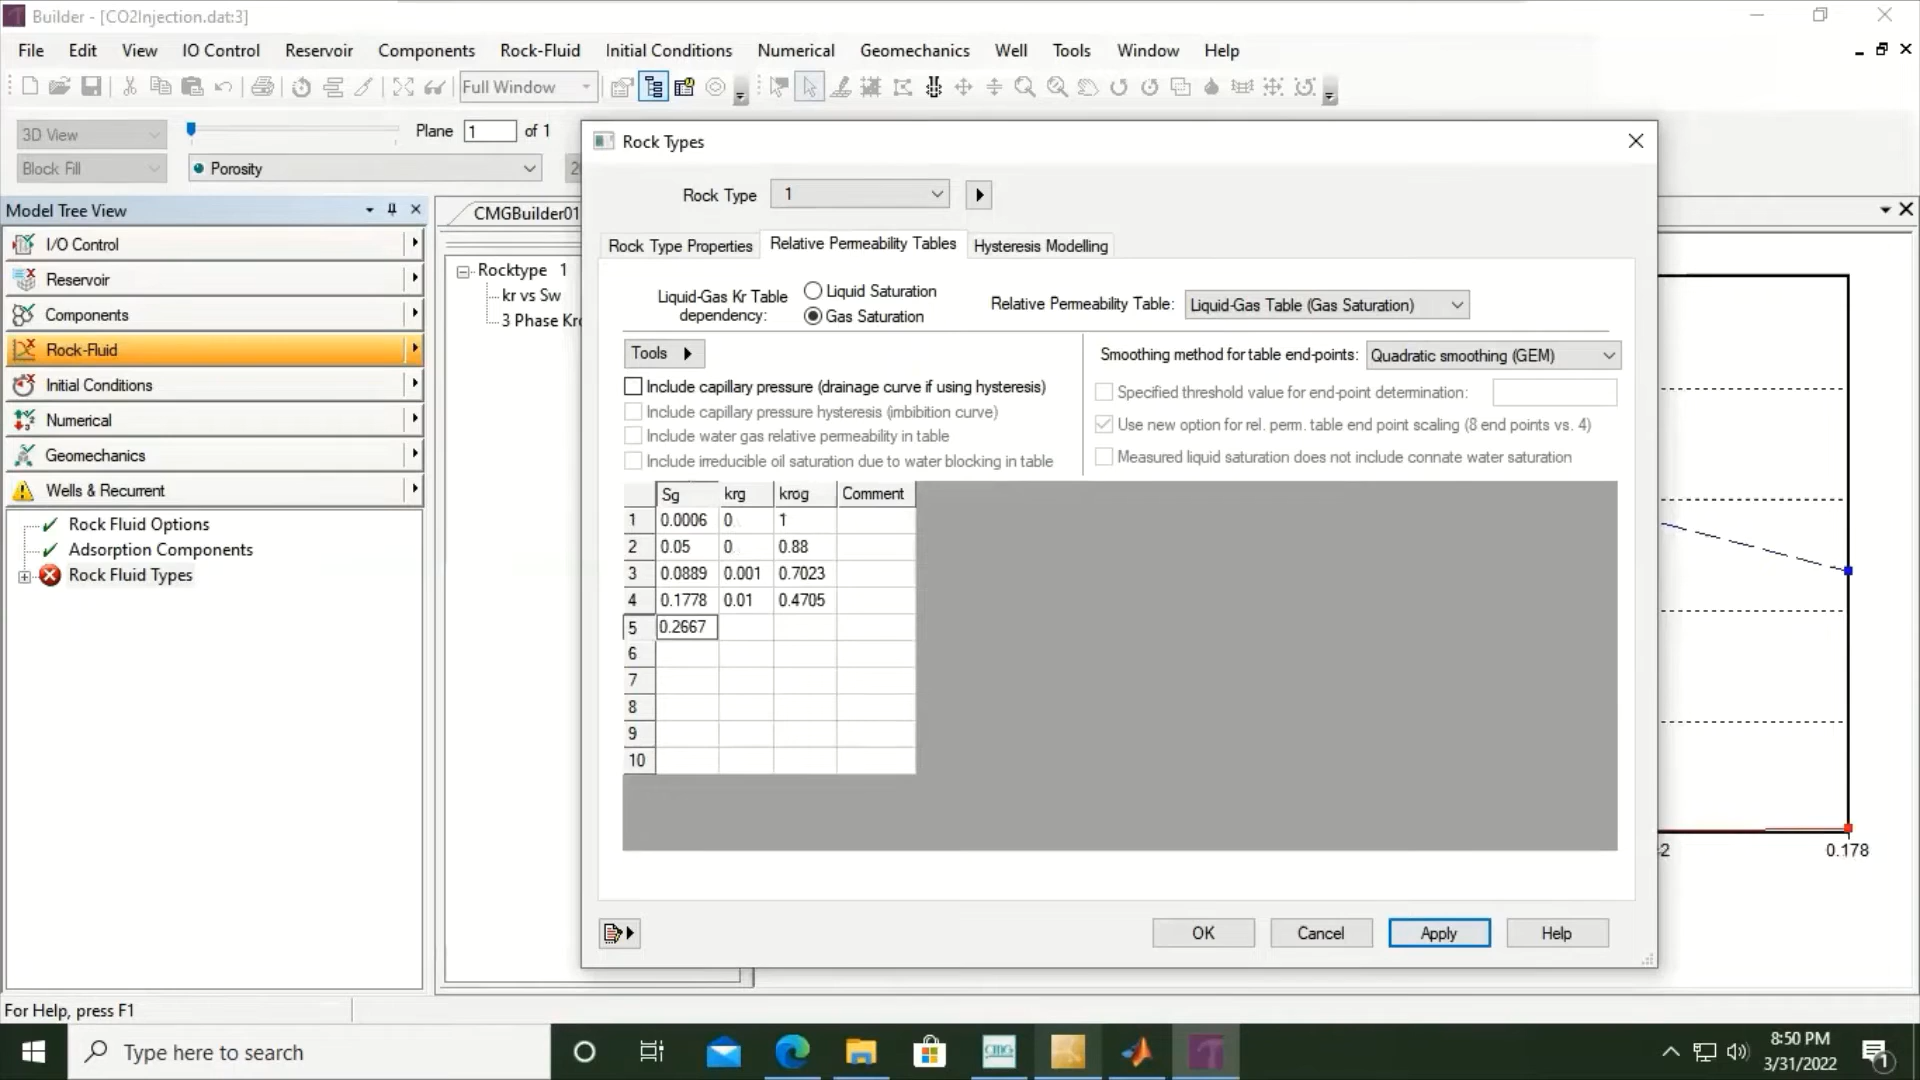 Builder - [CO2Injection.dat:3]
File Edit View IO Control Reservoir Components Rock-Fluid Initial Conditions Numerical Geomechanics Well Tools Window Help
Full Window
3D View Plane 1 of 1
Block Fill Porosity
Model Tree View
I/O Control
Reservoir
Components
Rock-Fluid
Initial Conditions
Numerical
Geomechanics
Wells & Recurrent
Rock Fluid Options
Adsorption Components
Rock Fluid Types
CMGBuilder01
Rocktype 1
kr vs Sw
3 Phase Kro
Rock Types
Rock Type 1
Rock Type Properties Relative Permeability Tables Hysteresis Modelling
Liquid-Gas Kr Table dependency:
Liquid Saturation
Gas Saturation
Relative Permeability Table: Liquid-Gas Table (Gas Saturation)
Tools
Include capillary pressure (drainage curve if using hysteresis)
Include capillary pressure hysteresis (imbibition curve)
Include water gas relative permeability in table
Include irreducible oil saturation due to water blocking in table
Smoothing method for table end-points: Quadratic smoothing (GEM)
Specified threshold value for end-point determination:
Use new option for rel. perm. table end point scaling (8 end points vs. 4)
Measured liquid saturation does not include connate water saturation
Sg krg krog Comment
1 0.0006 0 1
2 0.05 0 0.88
3 0.0889 0.001 0.7023
4 0.1778 0.01 0.4705
5 0.2667
6
7
8
9
10
OK Cancel Apply Help
0.178
For Help, press F1
Type here to search
CMG
8:50 PM
3/31/2022
1